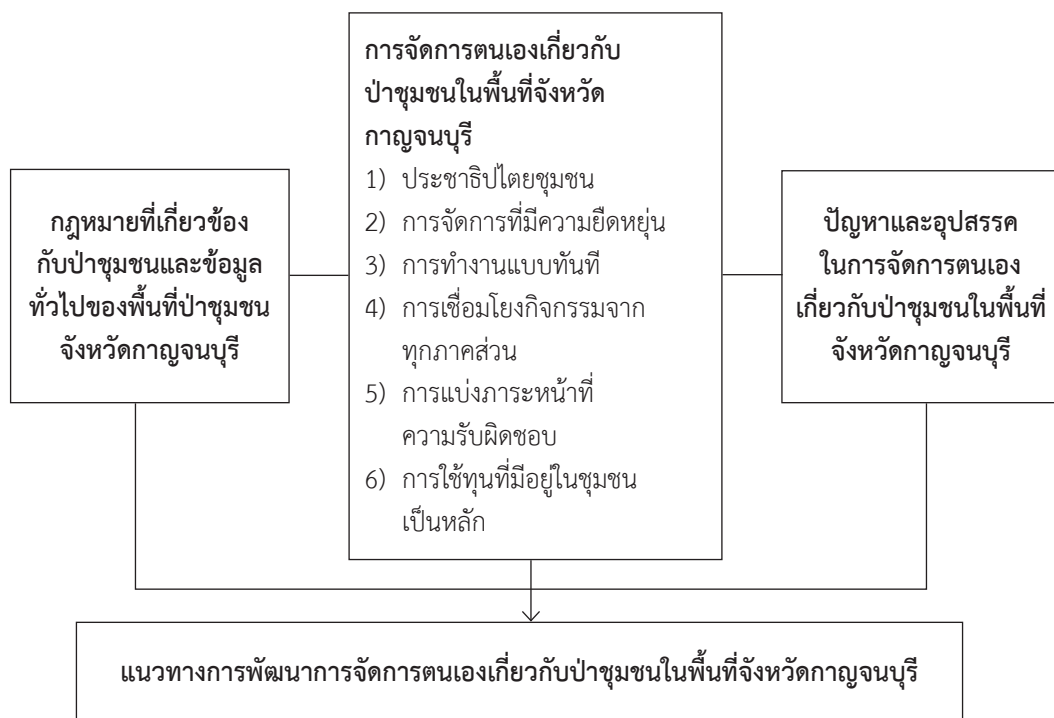 การจัดการตนเองเกี่ยวกับ
ป่าชุมชนในพื้นที่จังหวัด
กาญจนบุรี
1) ประชาธิปไตยชุมชน
2) การจัดการที่มีความยืดหยุ่น
3) การทำงานแบบทันที
4) การเชื่อมโยงกิจกรรมจาก
ทุกภาคส่วน
5) การแบ่งภาระหน้าที่
ความรับผิดชอบ
6) การใช้ทุนที่มีอยู่ในชุมชน
เป็นหลัก
กฎหมายที่เกี่ยวข้อง
กับป่าชุมชนและข้อมูล
ทั่วไปของพื้นที่ป่าชุมชน
จังหวัดกาญจนบุรี
ปัญหาและอุปสรรค
ในการจัดการตนเอง
เกี่ยวกับป่าชุมชนในพื้นที่
จังหวัดกาญจนบุรี
แนวทางการพัฒนาการจัดการตนเองเกี่ยวกับป่าชุมชนในพื้นที่จังหวัดกาญจนบุรี